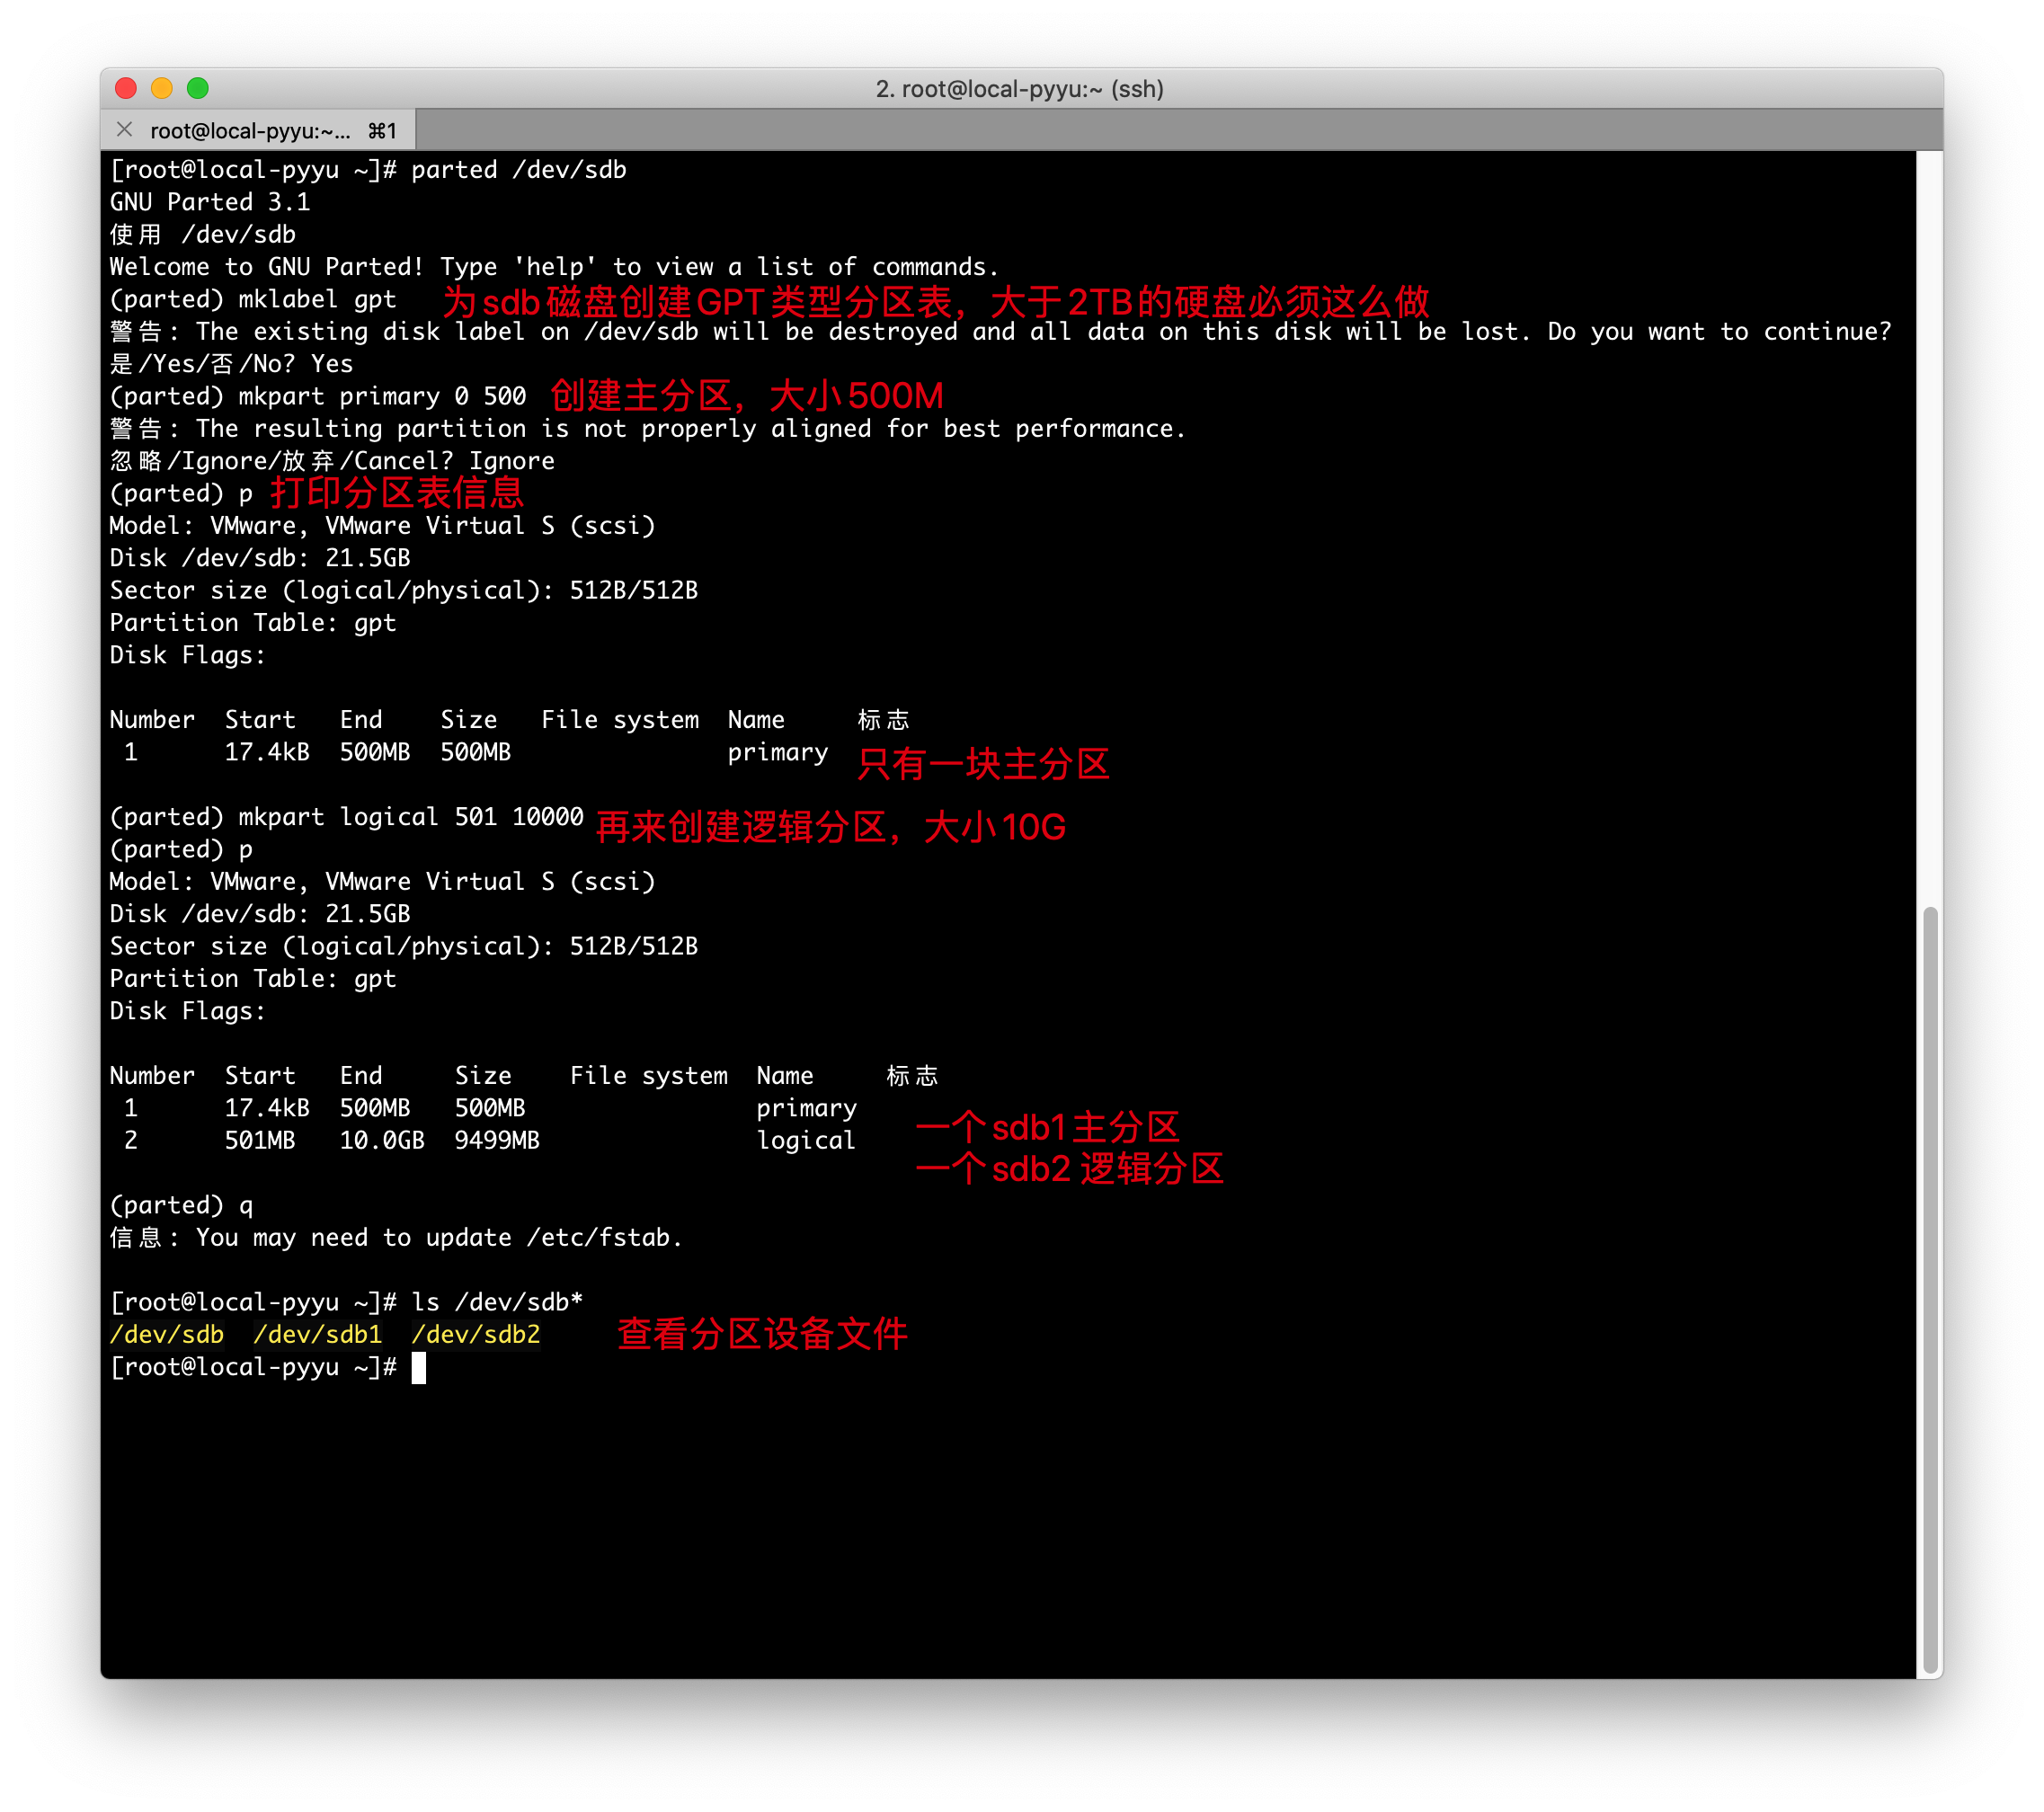 2. root@local-pyyu:~ (ssh)
root@local-pyyu:~... ⌘1
[root@local-pyyu ~]# parted /dev/sdb
GNU Parted 3.1
使用 /dev/sdb
Welcome to GNU Parted! Type 'help' to view a list of commands.
(parted) mklabel gpt 为sdb磁盘创建GPT类型分区表，大于2TB的硬盘必须这么做
警告: The existing disk label on /dev/sdb will be destroyed and all data on this disk will be lost. Do you want to continue?
是/Yes/否/No? Yes
(parted) mkpart primary 0 500 创建主分区，大小500M
警告: The resulting partition is not properly aligned for best performance.
忽略/Ignore/放弃/Cancel? Ignore
(parted) p 打印分区表信息
Model: VMware, VMware Virtual S (scsi)
Disk /dev/sdb: 21.5GB
Sector size (logical/physical): 512B/512B
Partition Table: gpt
Disk Flags:
Number Start End Size File system Name 标志
1 17.4kB 500MB 500MB primary 只有一块主分区
(parted) mkpart logical 501 10000 再来创建逻辑分区，大小10G
(parted) p
Model: VMware, VMware Virtual S (scsi)
Disk /dev/sdb: 21.5GB
Sector size (logical/physical): 512B/512B
Partition Table: gpt
Disk Flags:
Number Start End Size File system Name 标志
1 17.4kB 500MB 500MB primary
2 501MB 10.0GB 9499MB logical
一个sdb1主分区
一个sdb2 逻辑分区
(parted) q
信息: You may need to update /etc/fstab.
[root@local-pyyu ~]# ls /dev/sdb*
/dev/sdb /dev/sdb1 /dev/sdb2 查看分区设备文件
[root@local-pyyu ~]#